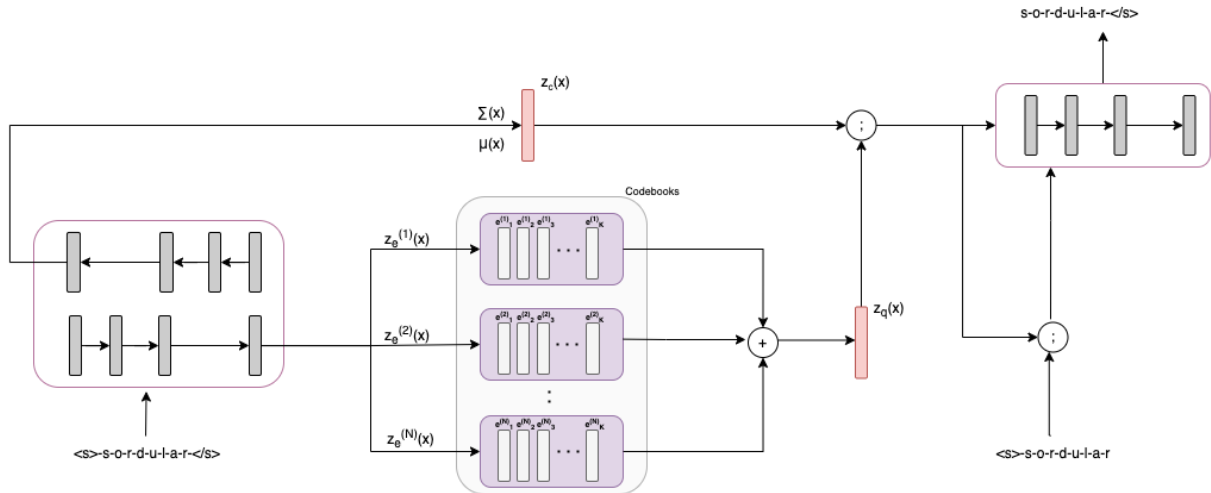 s-o-r-d-u-l-a-r-</s>
z_c(x)
∑(x)
μ(x)
;
Codebooks
e^(1)_1 e^(1)_2 e^(1)_3 e^(1)_K
z_e^(1)(x)
...
e^(2)_1 e^(2)_2 e^(2)_3 e^(2)_K
z_e^(2)(x)
...
z_q(x)
+
;
:
e^(N)_1 e^(N)_2 e^(N)_3 e^(N)_K
z_e^(N)(x)
...
<s>-s-o-r-d-u-l-a-r-</s>
<s>-s-o-r-d-u-l-a-r